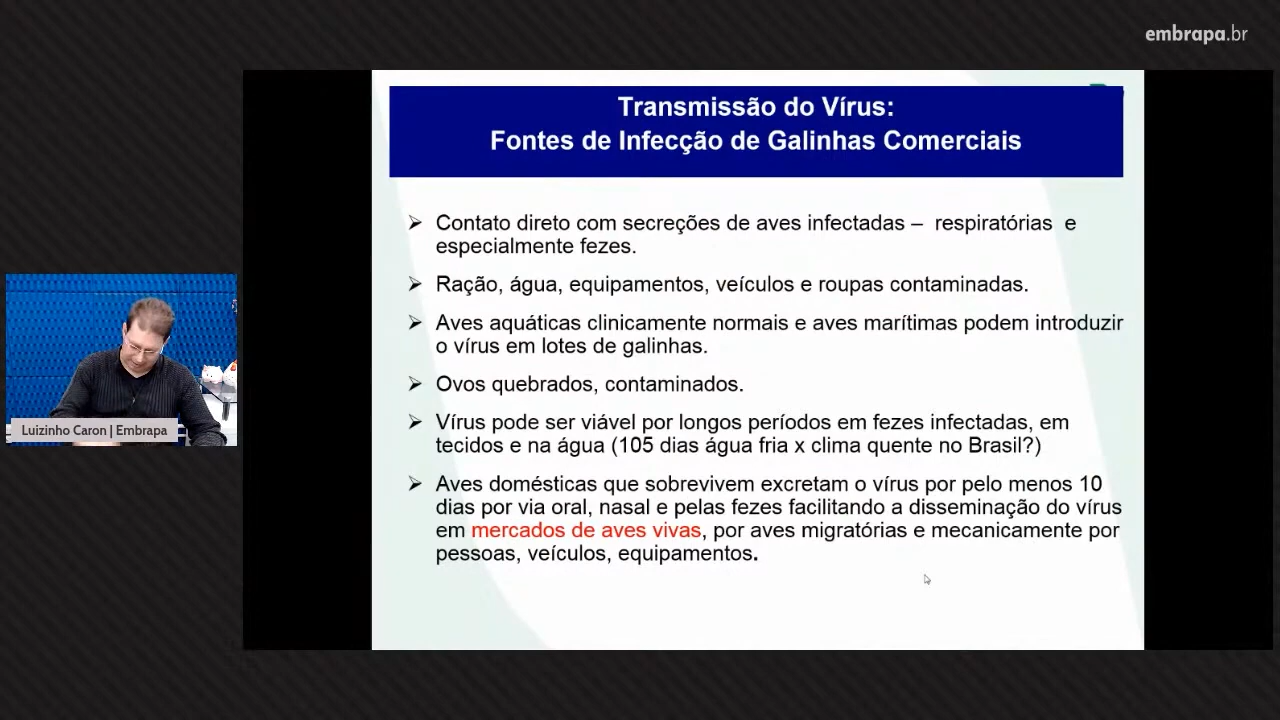 embrapa.br
Transmissão do Vírus:
Fontes de Infecção de Galinhas Comerciais
➢ Contato direto com secreções de aves infectadas – respiratórias e
especialmente fezes.
➢ Ração, água, equipamentos, veículos e roupas contaminadas.
➢ Aves aquáticas clinicamente normais e aves marítimas podem introduzir
o vírus em lotes de galinhas.
➢ Ovos quebrados, contaminados.
➢ Vírus pode ser viável por longos períodos em fezes infectadas, em
tecidos e na água (105 dias água fria x clima quente no Brasil?)
➢ Aves domésticas que sobrevivem excretam o vírus por pelo menos 10
dias por via oral, nasal e pelas fezes facilitando a disseminação do vírus
em mercados de aves vivas, por aves migratórias e mecanicamente por
pessoas, veículos, equipamentos.
Luizinho Caron | Embrapa